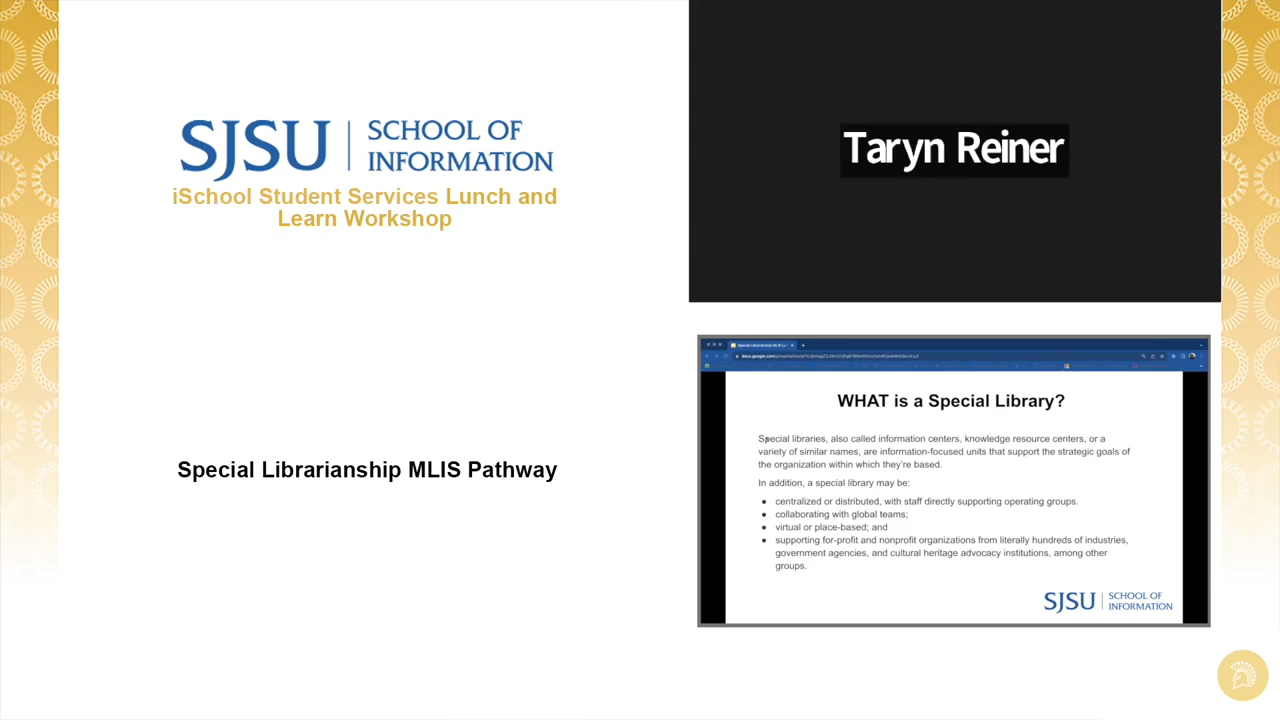 SJSU | SCHOOL OF
INFORMATION
iSchool Student Services Lunch and
Learn Workshop
Special Librarianship MLIS Pathway
Taryn Reiner
WHAT is a Special Library?
Special libraries, also called information centers, knowledge resource centers, or a
variety of similar names, are information-focused units that support the strategic goals of
the organization within which they're based.
In addition, a special library may be:
● centralized or distributed, with staff directly supporting operating groups.
● collaborating with global teams;
● virtual or place-based; and
● supporting for-profit and nonprofit organizations from literally hundreds of industries,
government agencies, and cultural heritage advocacy institutions, among other
groups.
SJSU | SCHOOL OF
INFORMATION